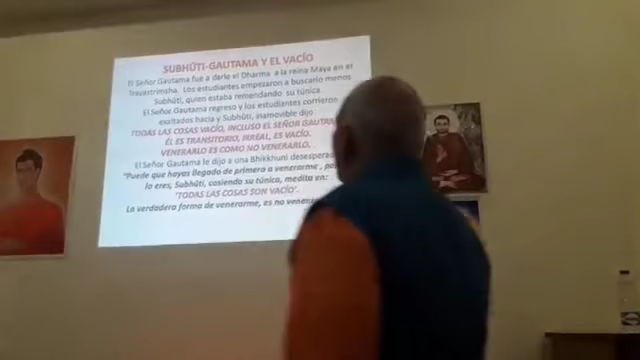 SUBHŪTI-GAUTAMA Y EL VACÍO
El Señor Gautama fue a darle el Dharma a la reina Maya en el
Trayastrimsha. Los estudiantes empezaron a buscarlo menos
Subhūti, quien estaba remendando su túnica.
El Señor Gautama regreso y los estudiantes corrieron
exaltados hacia y Subhūti, inamovible dijo
TODAS LAS COSAS VACÍO, INCLUSO EL SEÑOR
ÉL ES TRANSITORIO, IRREAL, ES VACÍO.
VENERARLO ES COMO NO VENERARLO.
El Señor Gautama le dijo a una Bhikkhuni
"Puede que hayas llegado de primera a venerarme,
lo eres, Subhūti, cosiendo su túnica, medita en:
"TODAS LAS COSAS SON VACÍO".
La verdadera forma de venerarme, es no